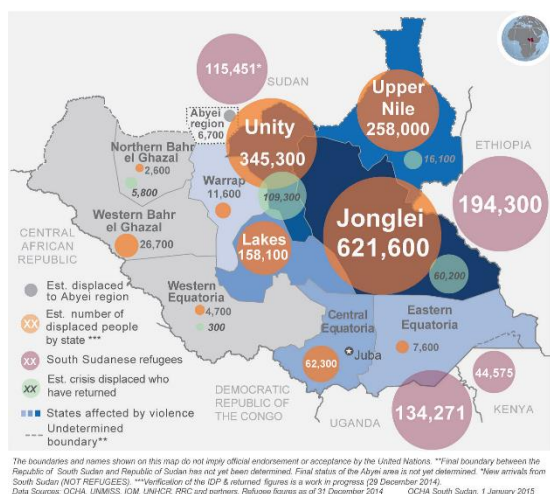 115,451*
SUDAN
Abyei
region
6,700
Unity
345,300
Upper
Nile
258,000
ETHIOPIA
16,100
Northern Bahr
el Ghazal
2,600
5,800
Warrap
11,600
109,300
194,300
Jonglei
621,600
Western Bahr
el Ghazal
26,700
CENTRAL
AFRICAN
REPUBLIC
Lakes
158,100
60,200
Western
Equatoria
4,700
300
Central
Equatoria
Juba
62,300
Eastern
Equatoria
7,600
44,575
KENYA
134,271
UGANDA
DEMOCRATIC
REPUBLIC OF
THE CONGO
Est. displaced
to Abyei region
XX
Est. number of
displaced people
by state ***
XX
South Sudanese refugees
xx
Est. crisis displaced who
have returned
States affected by violence
Undetermined
boundary**
The boundaries and names shown on this map do not imply official endorsement or acceptance by the United Nations. **Final boundary between the
Republic of South Sudan and Republic of Sudan has not yet been determined. Final status of the Abyei area is not yet determined. *New arrivals from
South Sudan (NOT REFUGEES). ***Verification of the IDP & returned figures is a work in progress (29 December 2014).
Data Sources: OCHA, UNMISS, IOM, UNHCR, RRC and partners. Refugee figures as of 31 December 2014 OCHA South Sudan, 1 January 2015